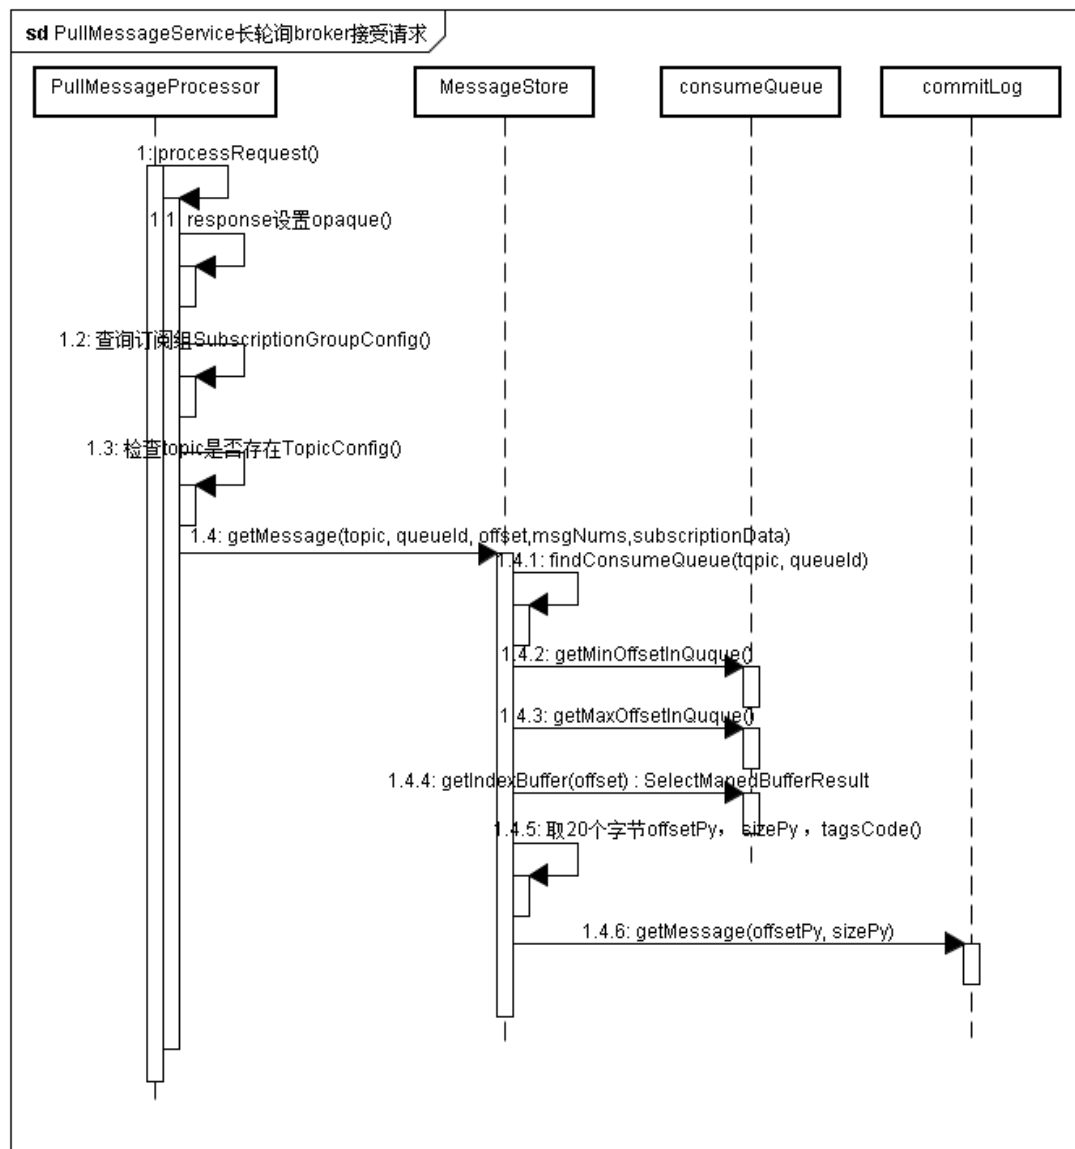 sd PullMessageService长轮询broker接受请求
PullMessageProcessor
MessageStore
consumeQueue
commitLog
1: processRequest()
1.1: response设置opaque()
1.2: 查询订阅组SubscriptionGroupConfig()
1.3: 检查topic是否存在TopicConfig()
1.4: getMessage(topic, queueId, offset,msgNums,subscriptionData)
1.4.1: findConsumeQueue(topic, queueId)
1.4.2: getMinOffsetInQuque()
1.4.3: getMaxOffsetInQuque()
1.4.4: getIndexBuffer(offset) : SelectMapedBufferResult
1.4.5: 取20个字节offsetPy， sizePy ，tagsCode()
1.4.6: getMessage(offsetPy, sizePy)